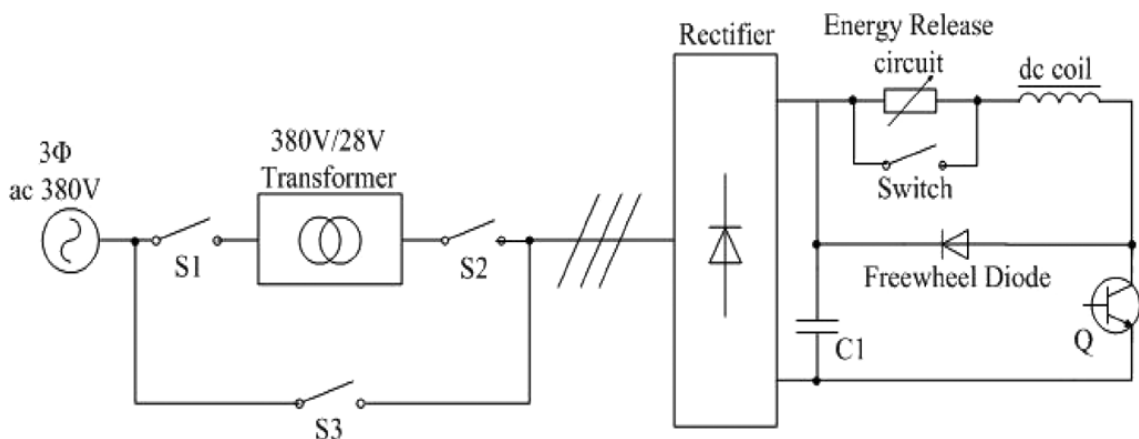 Rectifier
Energy Release
circuit
dc coil
380V/28V
Transformer
3Φ
ac 380V
Switch
S1
S2
Freewheel Diode
C1
Q
S3